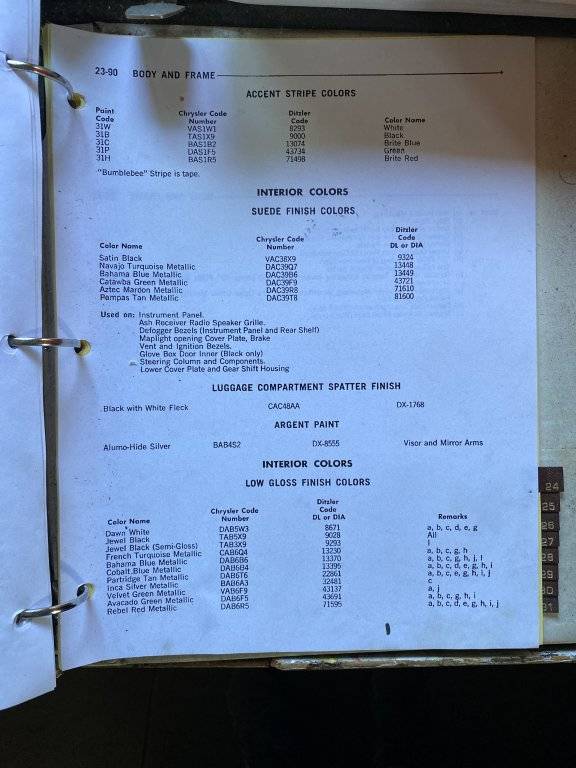 23-90 BODY AND FRAME
ACCENT STRIPE COLORS
Paint Code Chrysler Code Number Ditzler Code Color Name
31W VAS1W1 8293 White
31B TAS1X9 9000 Black
31C BAS1B2 13074 Brite Blue
31P DAS1F5 43734 Green
31H BAS1R5 71498 Brite Red
"Bumblebee" Stripe is tape.
INTERIOR COLORS
SUEDE FINISH COLORS
Color Name Chrysler Code Number Ditzler Code DL or DIA
Satin Black VAC38X9 9324
Navajo Turquoise Metallic DAC39Q7 13448
Bahama Blue Metallic DAC39B6 13449
Catawba Green Metallic DAC39F9 43721
Aztec Maroon Metallic DAC39R8 71610
Pampas Tan Metallic DAC39T8 81600
Used on: Instrument Panel.
Ash Receiver Radio Speaker Grille.
Defogger Bezels (Instrument Panel and Rear Shelf)
Maplight opening Cover Plate, Brake
Vent and Ignition Bezels.
Glove Box Door Inner (Black only)
Steering Column and Components.
Lower Cover Plate and Gear Shift Housing
LUGGAGE COMPARTMENT SPATTER FINISH
Black with White Fleck CAC48AA DX-1768
ARGENT PAINT
Alumo-Hide Silver BAB4S2 DX-8555 Visor and Mirror Arms
INTERIOR COLORS
LOW GLOSS FINISH COLORS
Color Name Chrysler Code Number Ditzler Code DL or DIA Remarks
Dawn White DAB5W3 8671 a, b, c, d, e, g
Jewel Black TAB5X9 9028 All
Jewel Black (Semi-Gloss) TAB3X9 9293
French Turquoise Metallic CAB6Q4 13230 a, b, c, g, h
Bahama Blue Metallic DAB6B6 13370 a, b, c, g, h, j,
Cobalt Blue Metallic DAB6B4 13395 a, b, c, d, e, g, h, i
Partridge Tan Metallic DAB6T6 22861 a, b, c, e, g, h, i, j
Inca Silver Metallic BAB6A3 32481 c
Velvet Green Metallic VAB6F9 43137 a, j
Avacado Green Metallic DAB6F5 43691 a, b, c, g, h, i
Rebel Red Metallic DAB6R5 71595 a, b, c, d, e, g, h, i, j
24
25
26
27
28
29